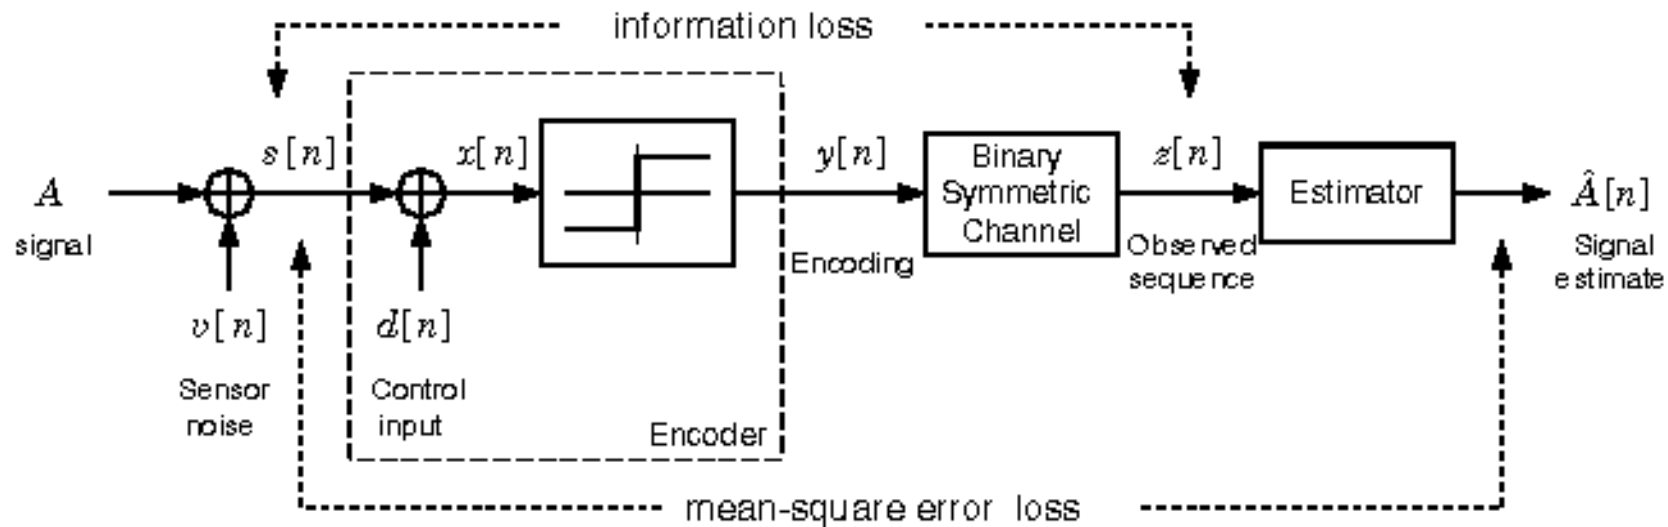 information loss
s[n]
x[n]
y[n]
Binary
Symmetric
Channel
z[n]
Estimator
A
Â[n]
signal
Encoding
Observed
sequence
Signal
estimate
v[n]
d[n]
Sensor
noise
Control
input
Encoder
mean-square error loss